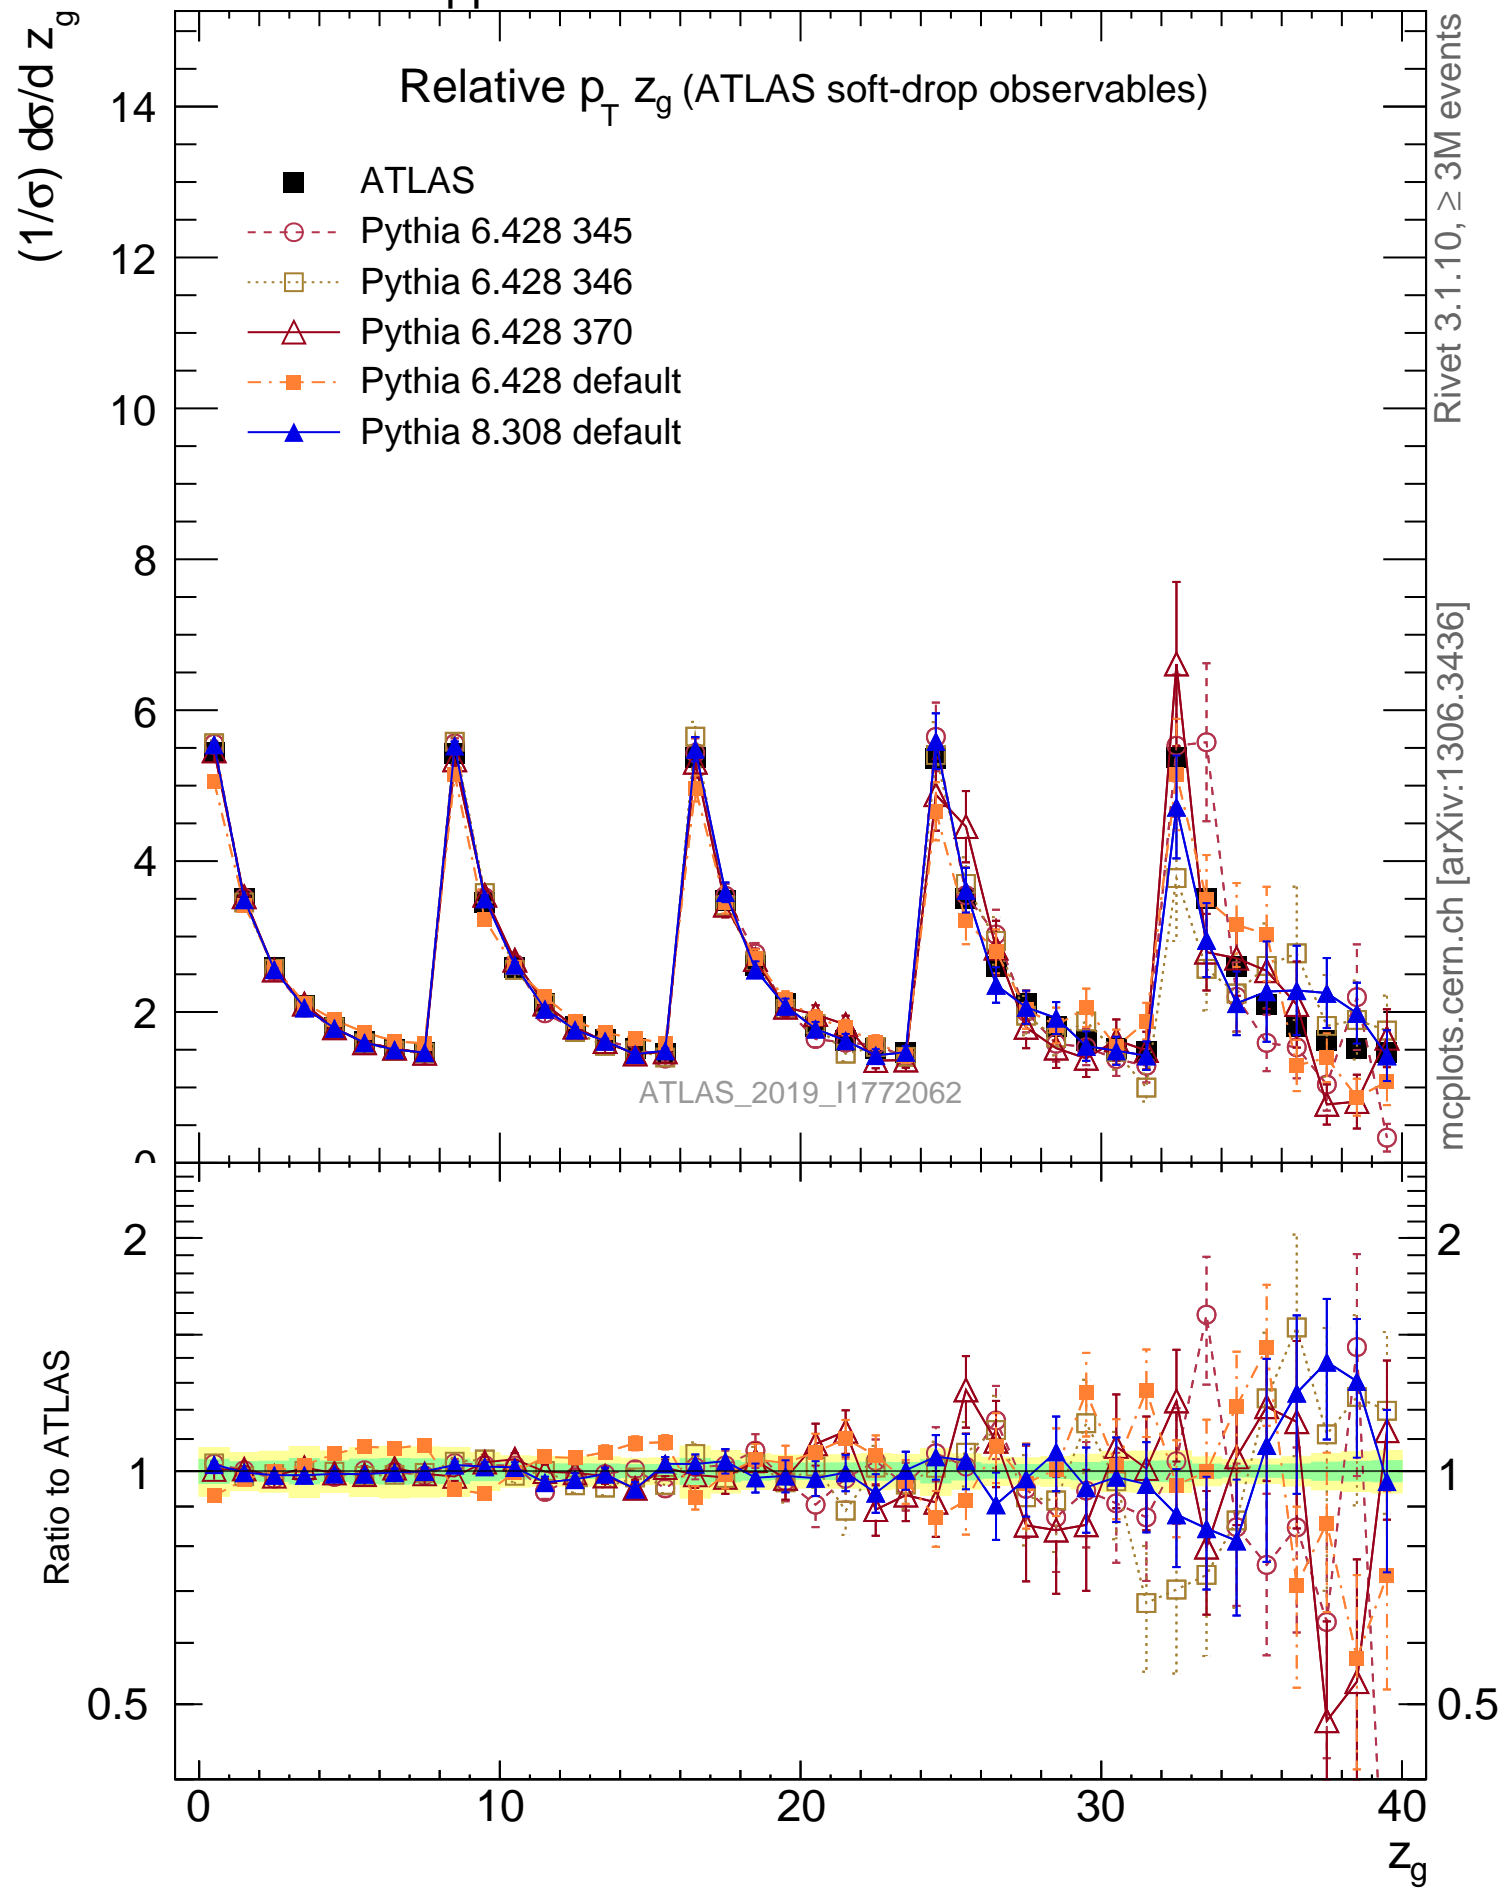 (1/σ) dσ/d z_g
Relative p_T z_g (ATLAS soft-drop observables)
ATLAS
Pythia 6.428 345
Pythia 6.428 346
Pythia 6.428 370
Pythia 6.428 default
Pythia 8.308 default
14
12
10
8
6
4
2
0
ATLAS_2019_I1772062
Rivet 3.1.10, ≥ 3M events
mcplots.cern.ch [arXiv:1306.3436]
Ratio to ATLAS
2
1
0.5
2
1
0.5
0 10 20 30 40
z_g